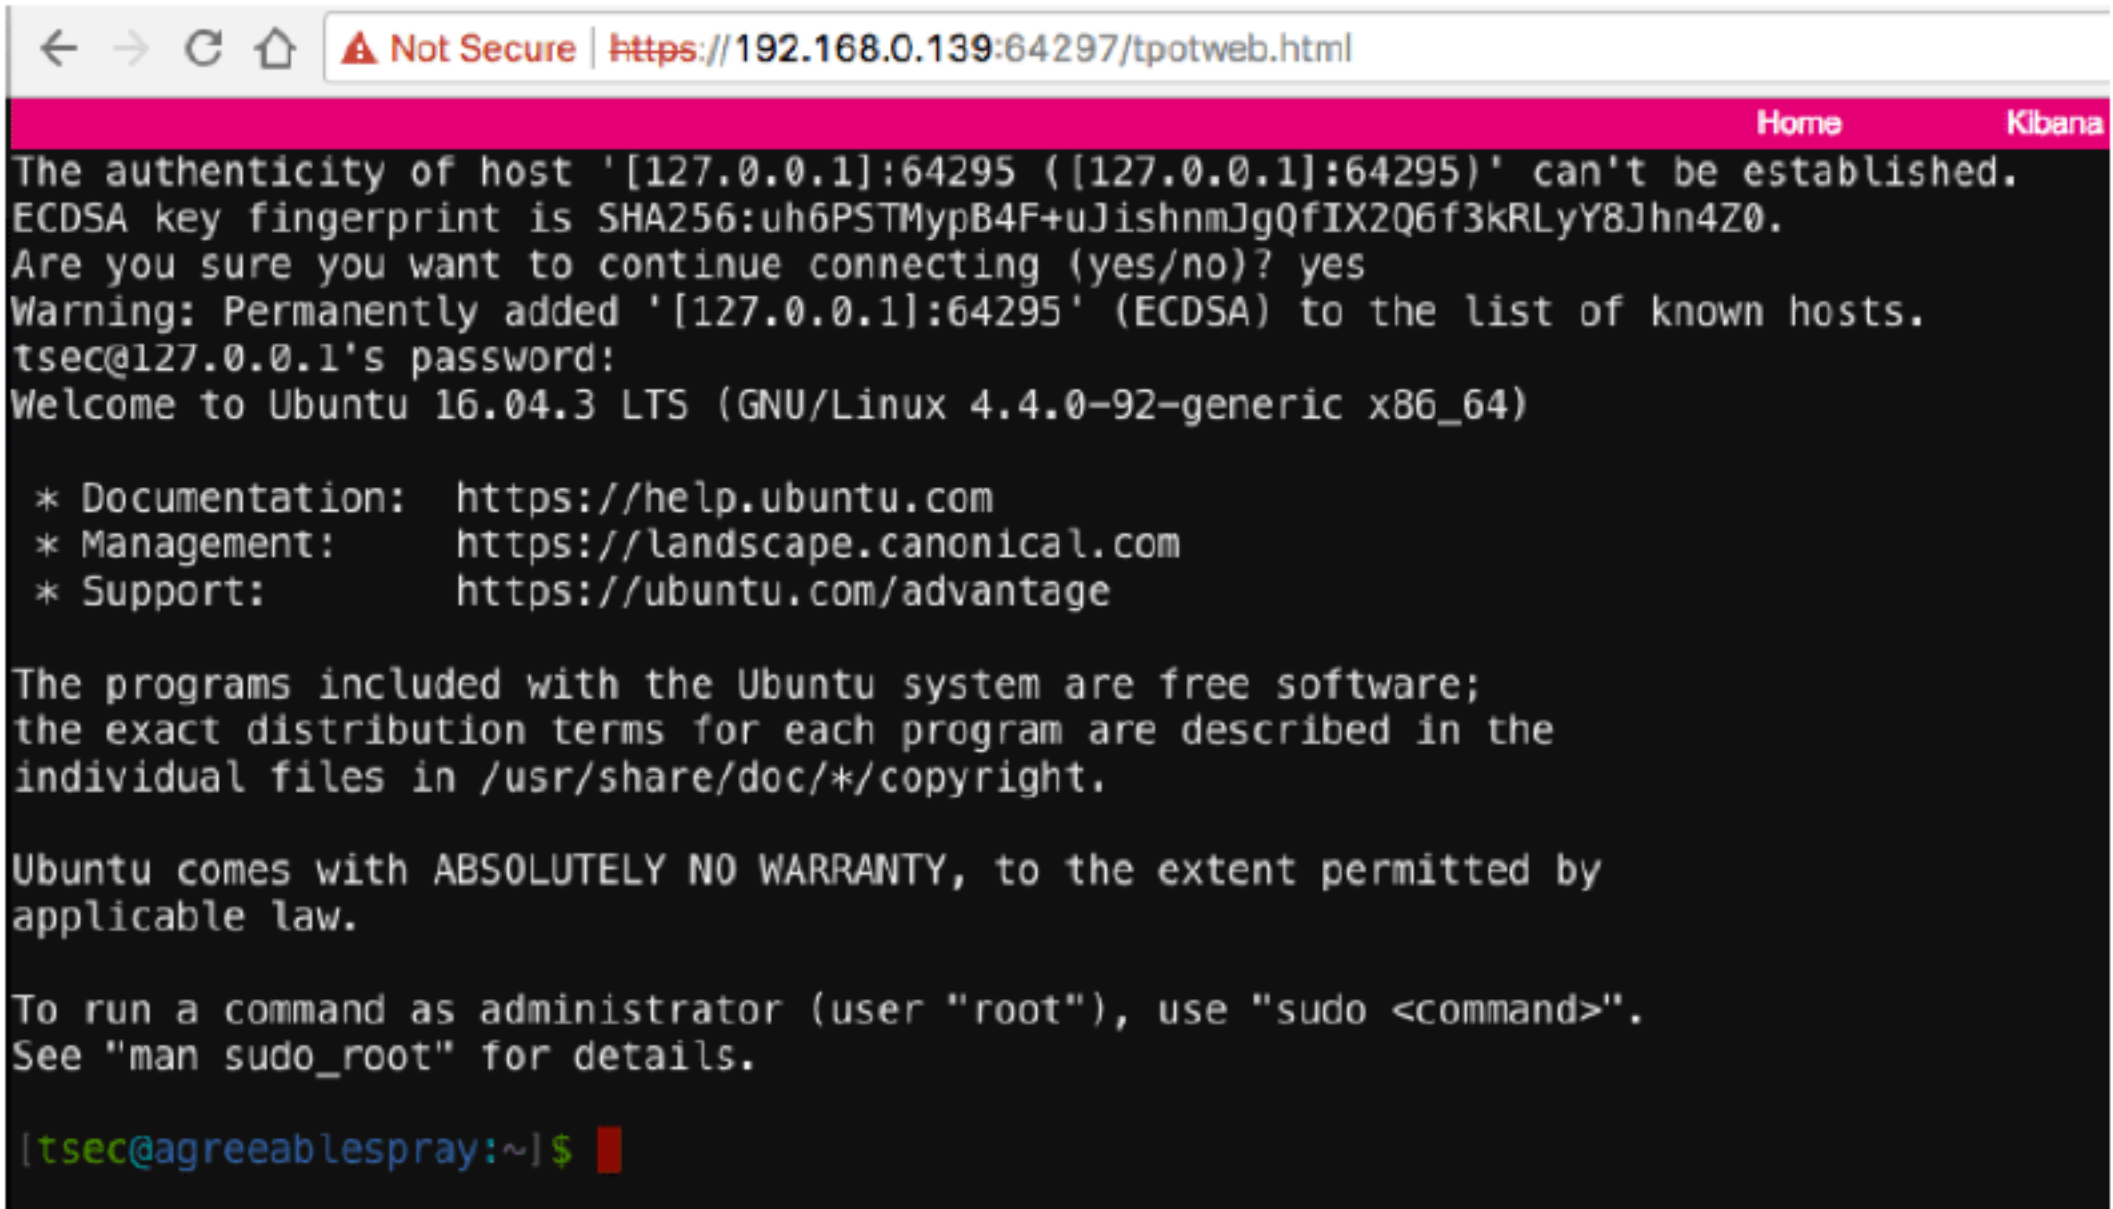 Not Secure | https://192.168.0.139:64297/tpotweb.html
Home Kibana
The authenticity of host '[127.0.0.1]:64295 ([127.0.0.1]:64295)' can't be established.
ECDSA key fingerprint is SHA256:uh6PSTMypB4F+uJishnmJgQfIX2Q6f3kRLyY8Jhn4Z0.
Are you sure you want to continue connecting (yes/no)? yes
Warning: Permanently added '[127.0.0.1]:64295' (ECDSA) to the list of known hosts.
tsec@127.0.0.1's password:
Welcome to Ubuntu 16.04.3 LTS (GNU/Linux 4.4.0-92-generic x86_64)
* Documentation: https://help.ubuntu.com
* Management: https://landscape.canonical.com
* Support: https://ubuntu.com/advantage
The programs included with the Ubuntu system are free software;
the exact distribution terms for each program are described in the
individual files in /usr/share/doc/*/copyright.
Ubuntu comes with ABSOLUTELY NO WARRANTY, to the extent permitted by
applicable law.
To run a command as administrator (user "root"), use "sudo <command>".
See "man sudo_root" for details.
[tsec@agreeablespray:~]$